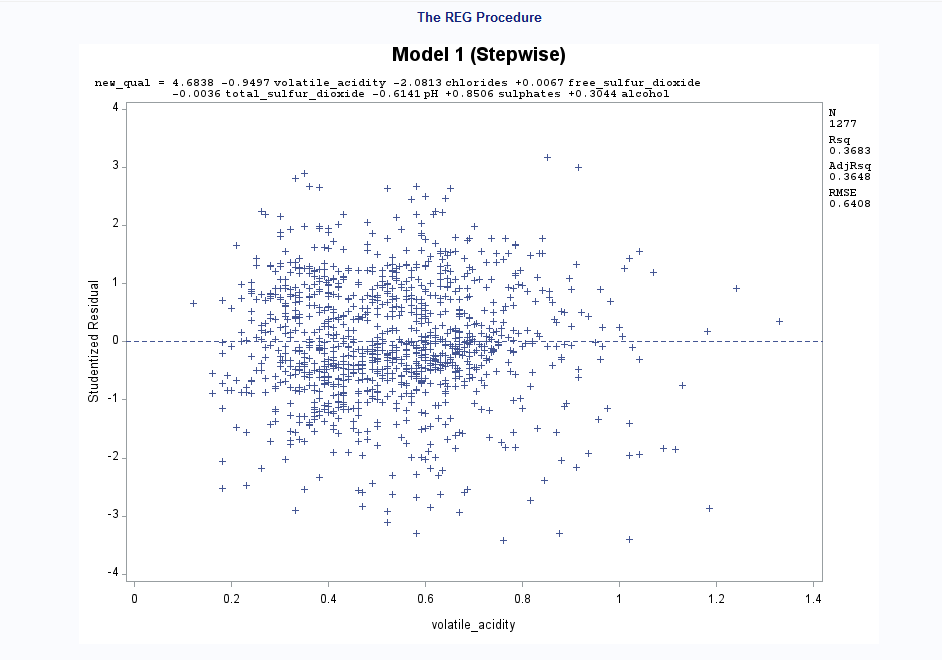 The REG Procedure
Model 1 (Stepwise)
new_qual = 4.6838 -0.9497 volatile_acidity -2.0813 chlorides +0.0067 free_sulfur_dioxide
-0.0036 total_sulfur_dioxide -0.6141 pH +0.8506 sulphates +0.3044 alcohol
N
1277
Rsq
0.3683
AdjRsq
0.3648
RMSE
0.6408
4
3
2
1
0
-1
-2
-3
-4
Studentized Residual
0 0.2 0.4 0.6 0.8 1 1.2 1.4
volatile_acidity